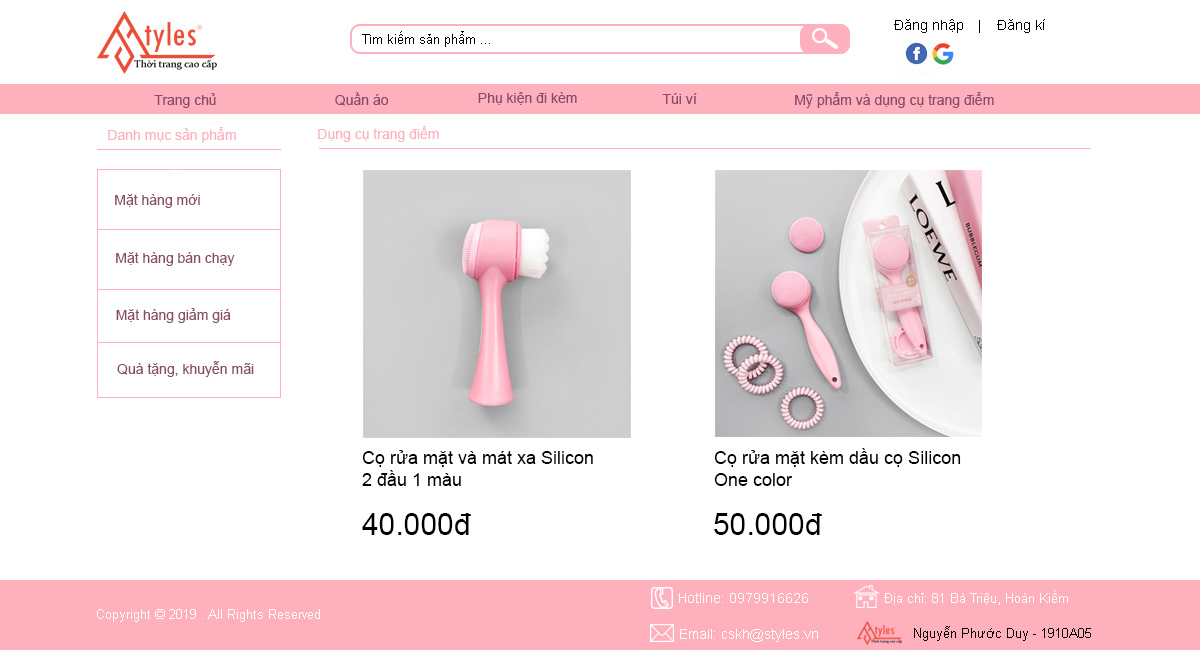 tyles
Thời trang cao cấp
Tìm kiếm sản phẩm ...
Đăng nhập | Đăng kí
Trang chủ
Quần áo
Phụ kiện đi kèm
Túi ví
Mỹ phẩm và dụng cụ trang điểm
Danh mục sản phẩm
Dụng cụ trang điểm
Mặt hàng mới
Mặt hàng bán chạy
Mặt hàng giảm giá
Quà tặng, khuyễn mãi
LOEWE
BUBBLEGUM
Cọ rửa mặt và mát xa Silicon
2 đầu 1 màu
40.000đ
Cọ rửa mặt kèm dầu cọ Silicon
One color
50.000đ
Copyright © 2019 . All Rights Reserved
Hotline: 0979916626
Địa chỉ: 81 Bà Triệu, Hoàn Kiếm
Email: cskh@styles.vn
tyles
Nguyễn Phước Duy - 1910A05